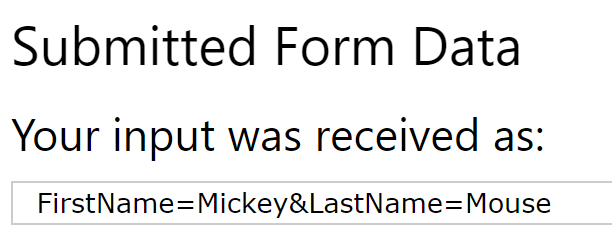 Submitted Form Data
Your input was received as:
FirstName=Mickey&LastName=Mouse